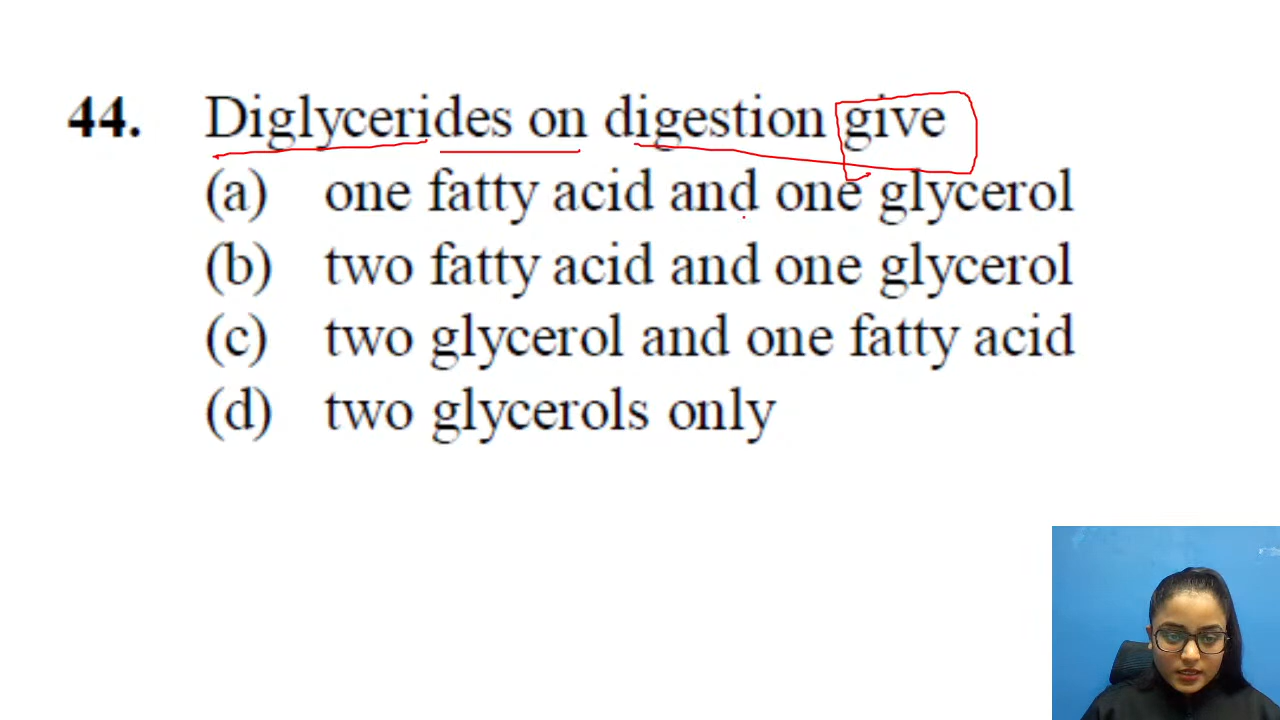 44. Diglycerides on digestion give
(a) one fatty acid and one glycerol
(b) two fatty acid and one glycerol
(c) two glycerol and one fatty acid
(d) two glycerols only